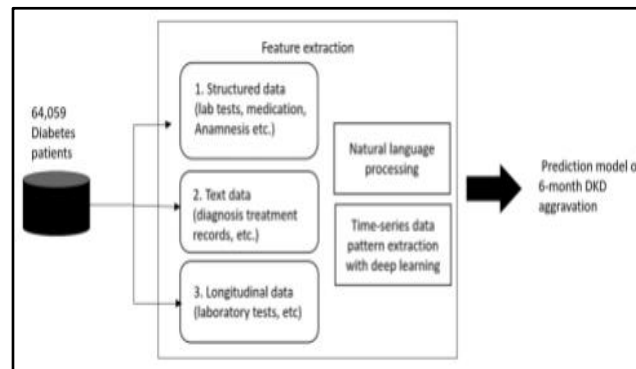 Feature extraction
64,059
Diabetes
patients
1. Structured data
(lab tests, medication,
Anamnesis etc.)
2. Text data
(diagnosis treatment
records, etc.)
3. Longitudinal data
(laboratory tests, etc)
Natural language
processing
Time-series data
pattern extraction
with deep learning
Prediction model o
6-month DKD
aggravation